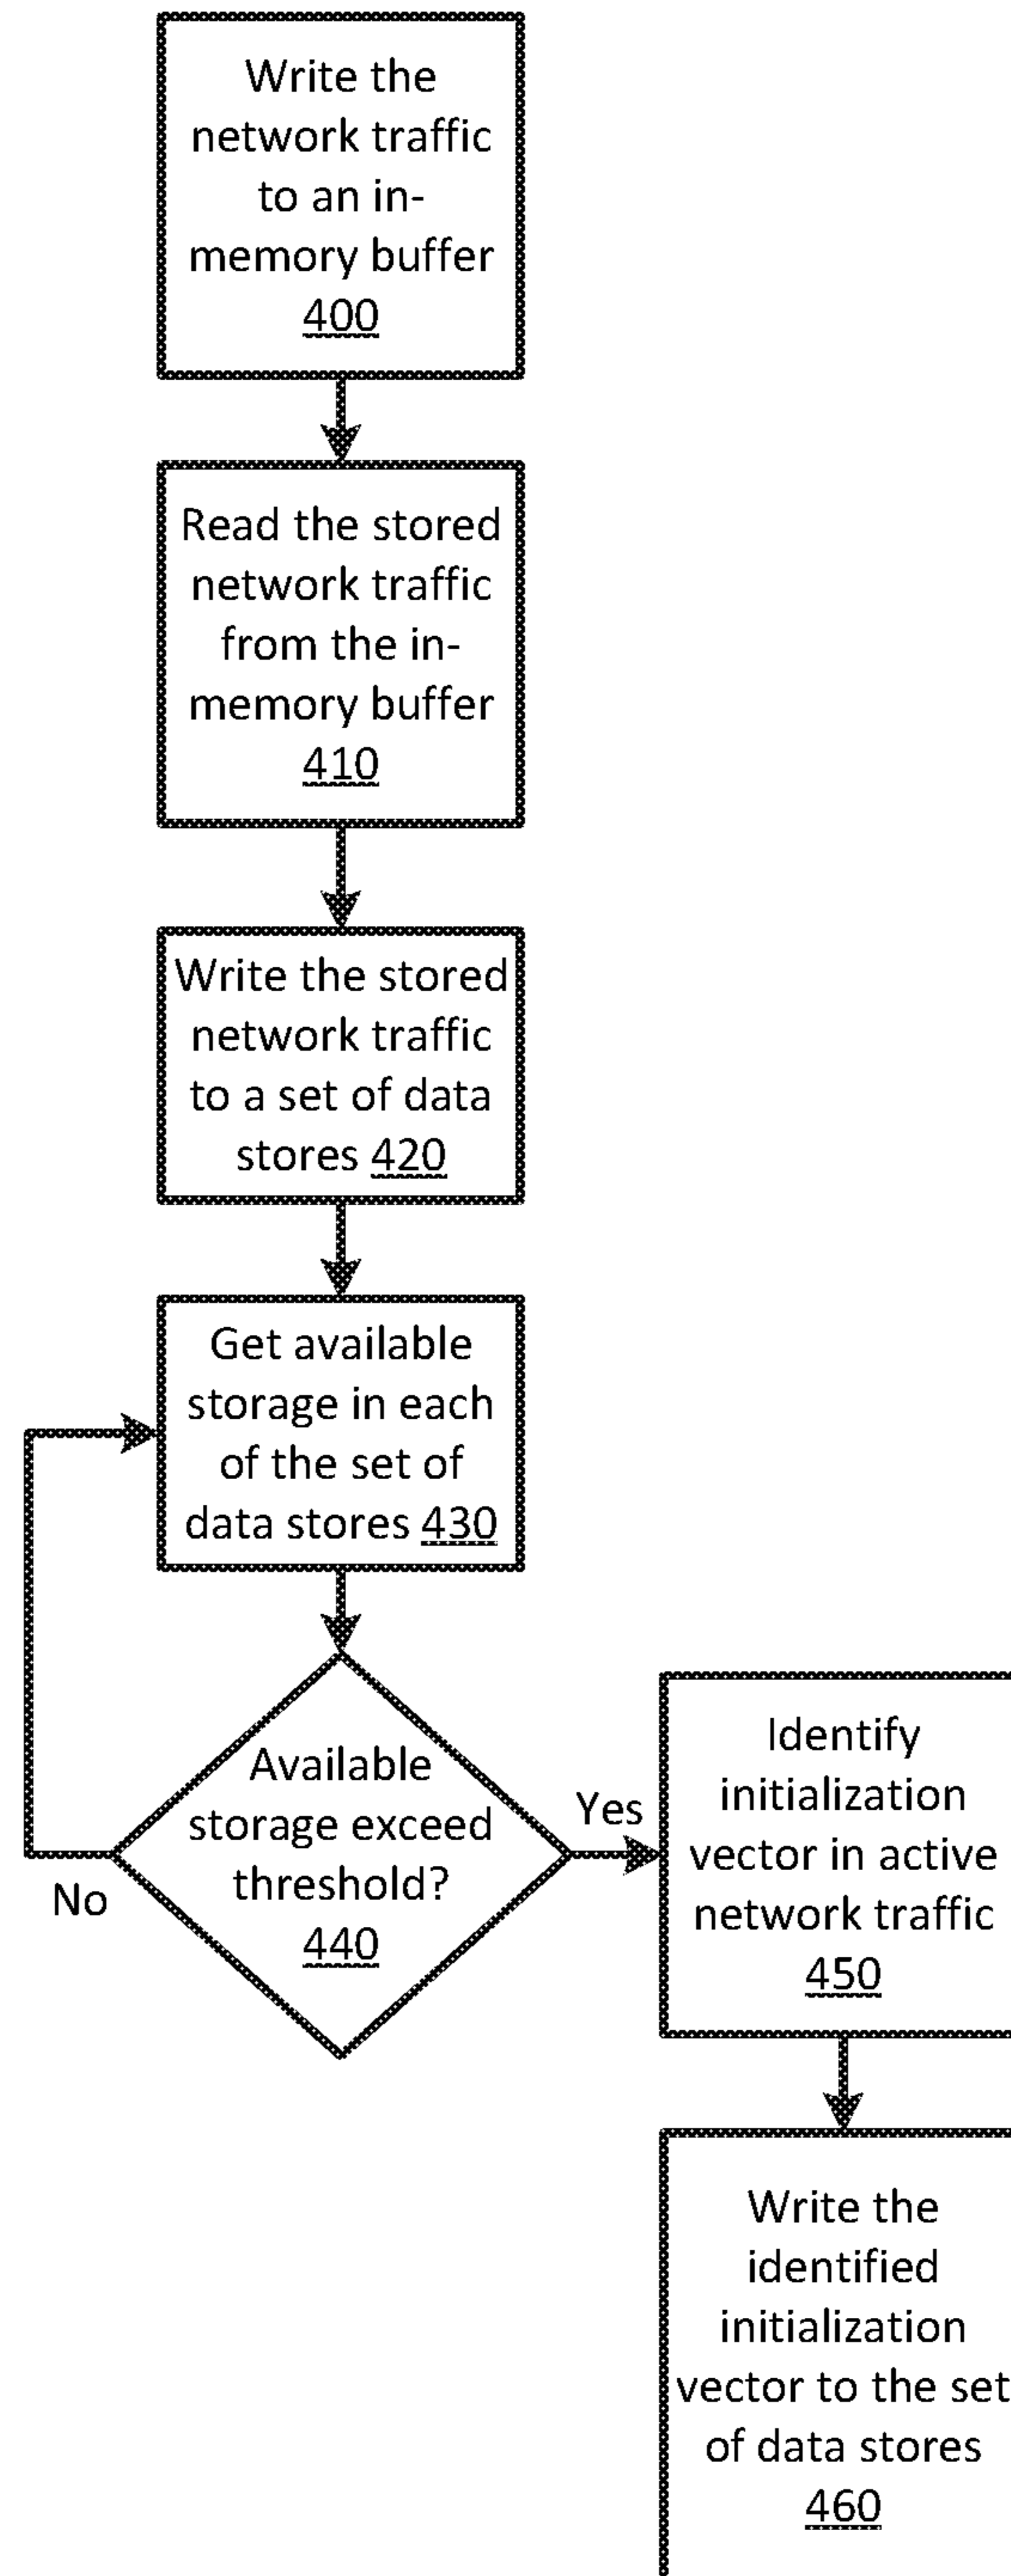 Write the
network traffic
to an in-
memory buffer
400
Read the stored
network traffic
from the in-
memory buffer
410
Write the stored
network traffic
to a set of data
stores 420
Get available
storage in each
of the set of
data stores 430
Available
storage exceed
threshold?
440
No
Yes
Identify
initialization
vector in active
network traffic
450
Write the
identified
initialization
vector to the set
of data stores
460